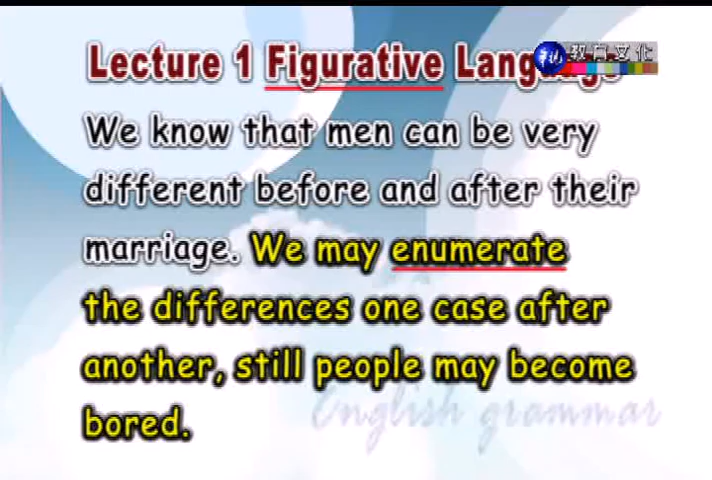 Lecture 1 Figurative Language
教育文化
We know that men can be very
different before and after their
marriage. We may enumerate
the differences one case after
another, still people may become
bored.
English grammar